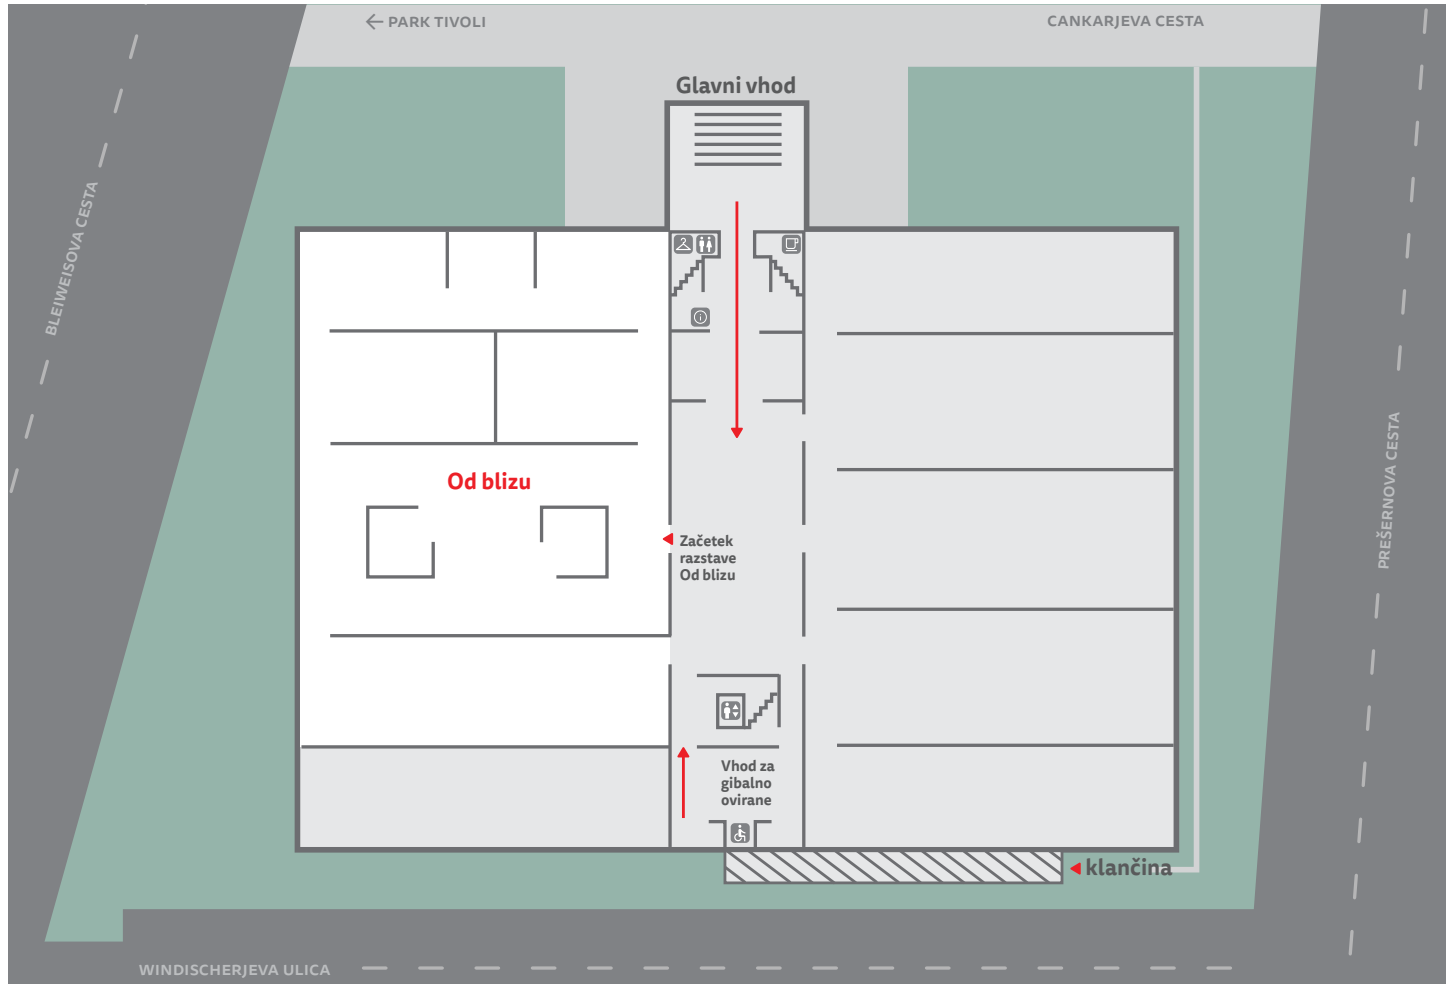 PARK TIVOLI
CANKARJEVA CESTA
Glavni vhod
BLEIWEISOVA CESTA
PREŠERNOVA CESTA
Od blizu
Začetek
razstave
Od blizu
Vhod za
gibalno
ovirane
klančina
WINDISCHERJEVA ULICA